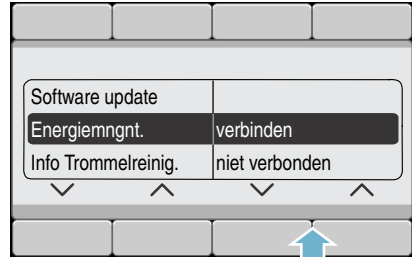 Software update
Energiemngnt. verbinden
Info Trommelreinig. niet verbonden